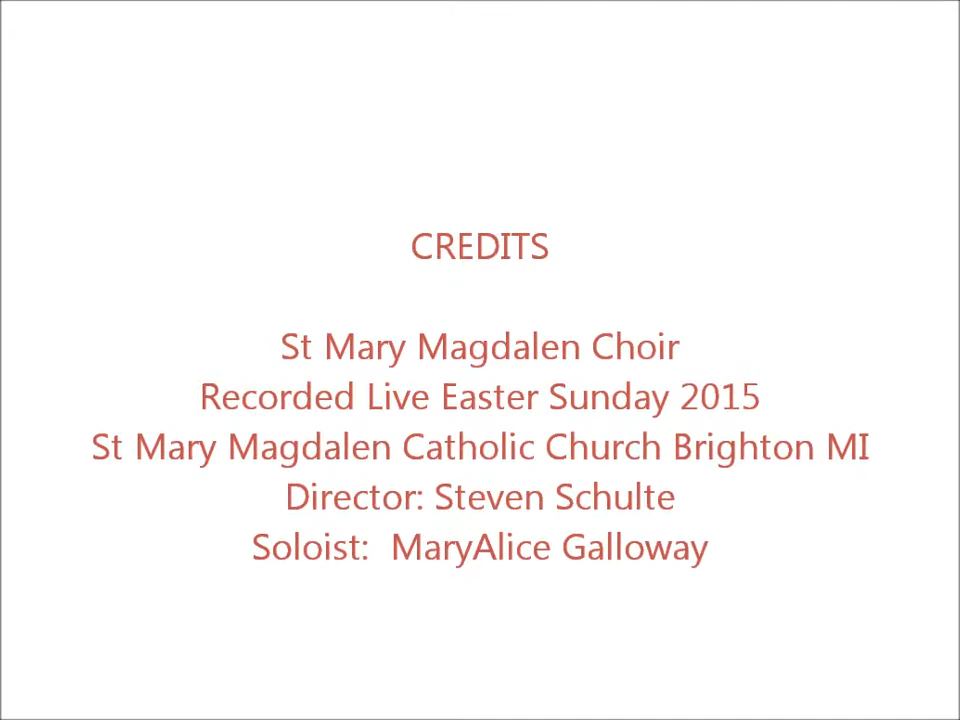 CREDITS
St Mary Magdalen Choir
Recorded Live Easter Sunday 2015
St Mary Magdalen Catholic Church Brighton MI
Director: Steven Schulte
Soloist:  MaryAlice Galloway